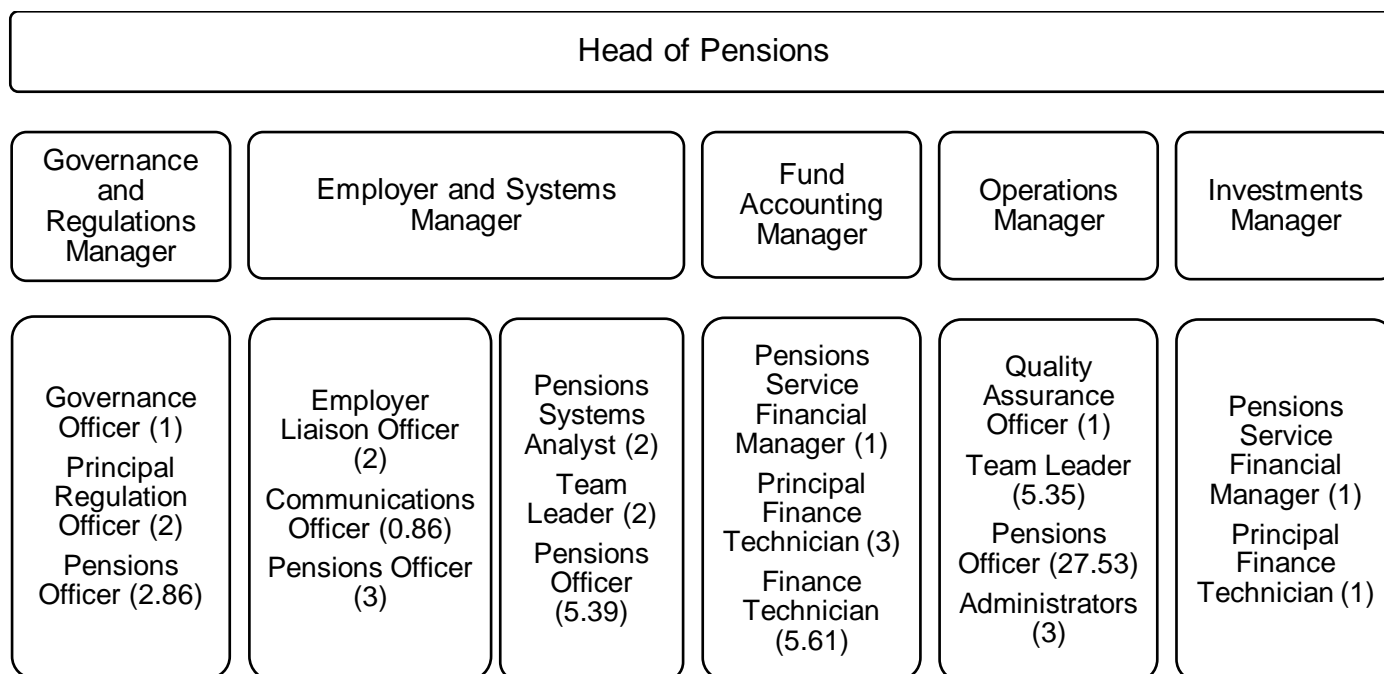 Head of Pensions
Governance
and
Regulations
Manager
Employer and Systems
Manager
Fund
Accounting
Manager
Operations
Manager
Investments
Manager
Governance
Officer (1)
Principal
Regulation
Officer (2)
Pensions
Officer (2.86)
Employer
Liaison Officer
(2)
Communications
Officer (0.86)
Pensions Officer
(3)
Pensions
Systems
Analyst (2)
Team
Leader (2)
Pensions
Officer
(5.39)
Pensions
Service
Financial
Manager (1)
Principal
Finance
Technician (3)
Finance
Technician
(5.61)
Quality
Assurance
Officer (1)
Team Leader
(5.35)
Pensions
Officer (27.53)
Administrators
(3)
Pensions
Service
Financial
Manager (1)
Principal
Finance
Technician (1)